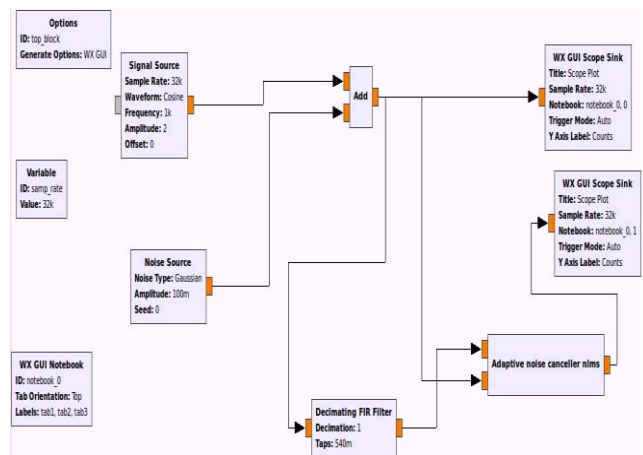 Options
ID: top_block
Generate Options: WX GUI
Signal Source
Sample Rate: 32k
Waveform: Cosine
Frequency: 1k
Amplitude: 2
Offset: 0
Add
WX GUI Scope Sink
Title: Scope Plot
Sample Rate: 32k
Notebook: notebook_0, 0
Trigger Mode: Auto
Y Axis Label: Counts
Variable
ID: samp_rate
Value: 32k
WX GUI Scope Sink
Title: Scope Plot
Sample Rate: 32k
Notebook: notebook_0, 1
Trigger Mode: Auto
Y Axis Label: Counts
Noise Source
Noise Type: Gaussian
Amplitude: 100m
Seed: 0
WX GUI Notebook
ID: notebook_0
Tab Orientation: Top
Labels: tab1, tab2, tab3
Adaptive noise canceller nlms
Decimating FIR Filter
Decimation: 1
Taps: 540m